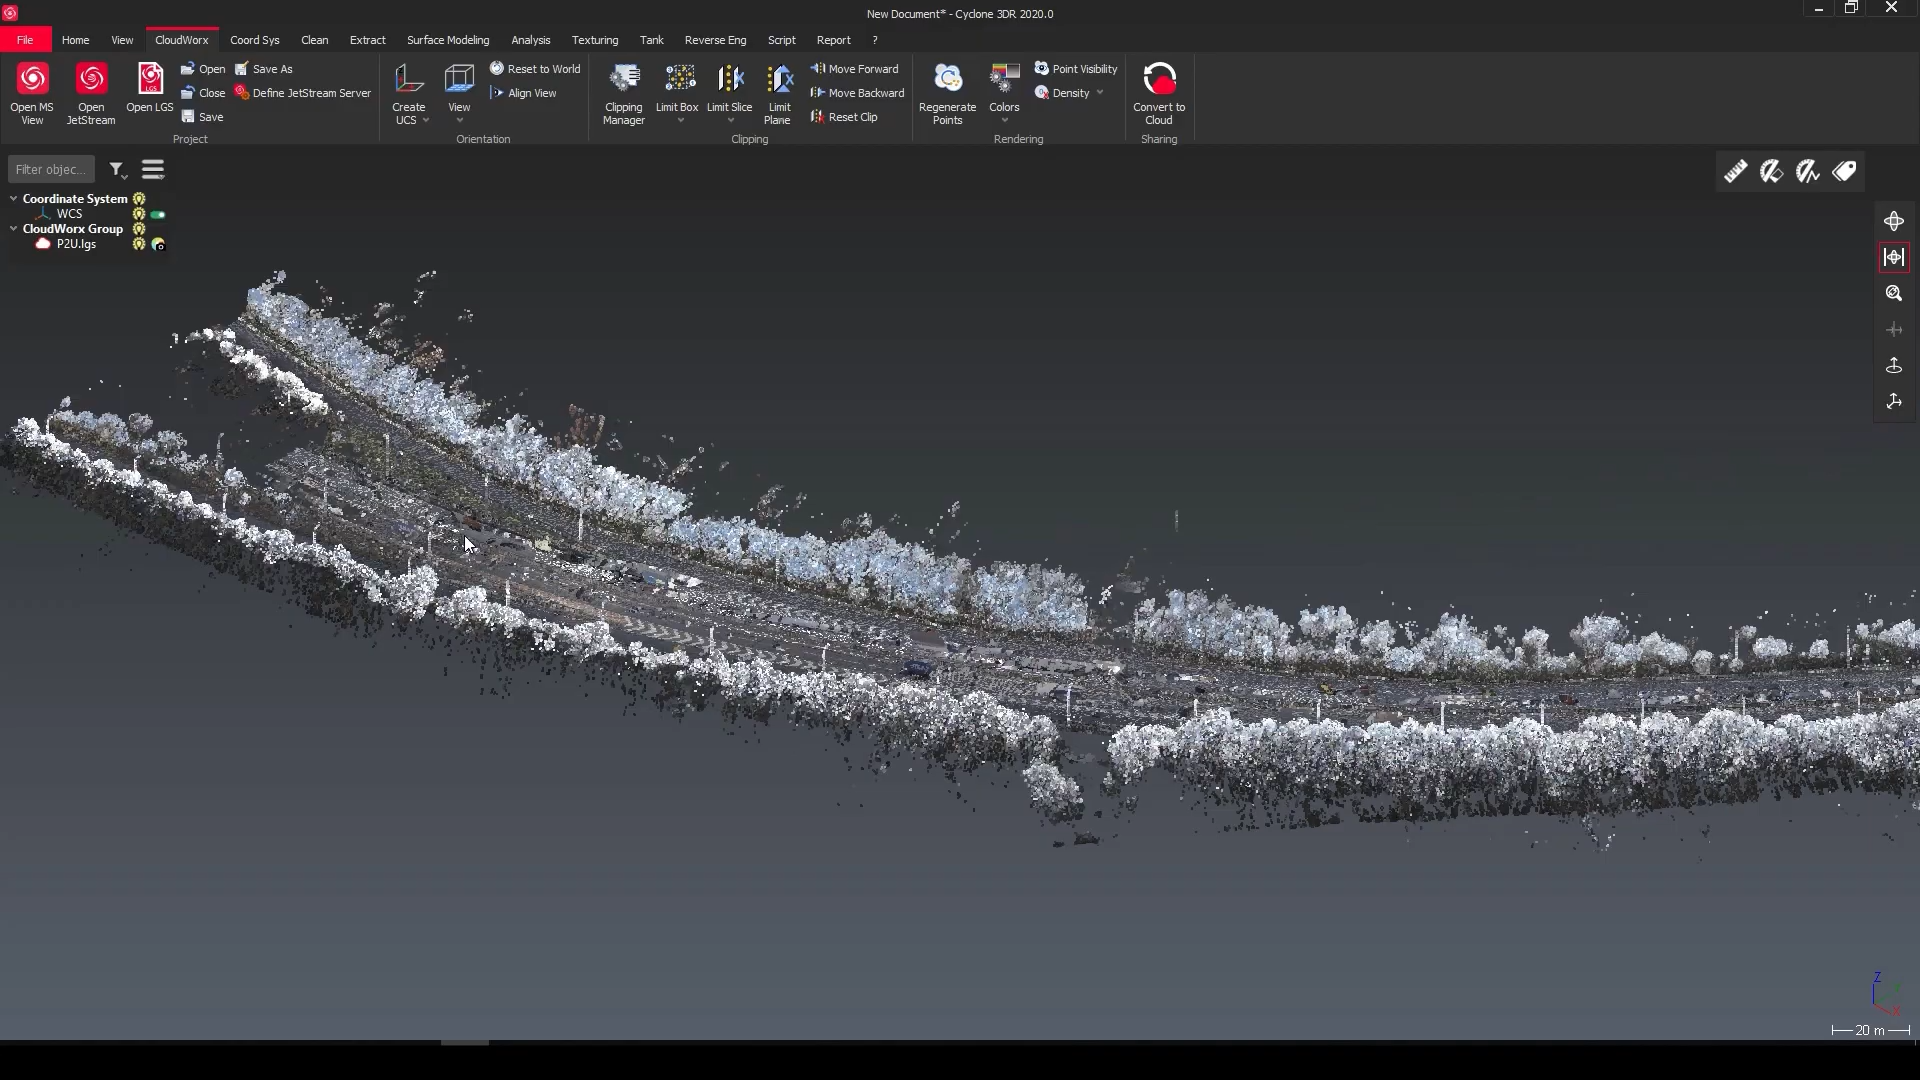 New Document* - Cyclone 3DR 2020.0
File Home View CloudWorx Coord Sys Clean Extract Surface Modeling Analysis Texturing Tank Reverse Eng Script Report ?
Open MS View
Open JetStream
LGS
Open LGS
Open
Close
Save
Save As
Define JetStream Server
Project
Create UCS
View
Reset to World
Align View
Orientation
Clipping Manager
Limit Box
Limit Slice
Limit Plane
Move Forward
Move Backward
Reset Clip
Clipping
Regenerate Points
Colors
Point Visibility
Density
Rendering
Convert to Cloud
Sharing
Filter objec...
Coordinate System
WCS
CloudWorx Group
P2U.lgs
Z
X
20 m